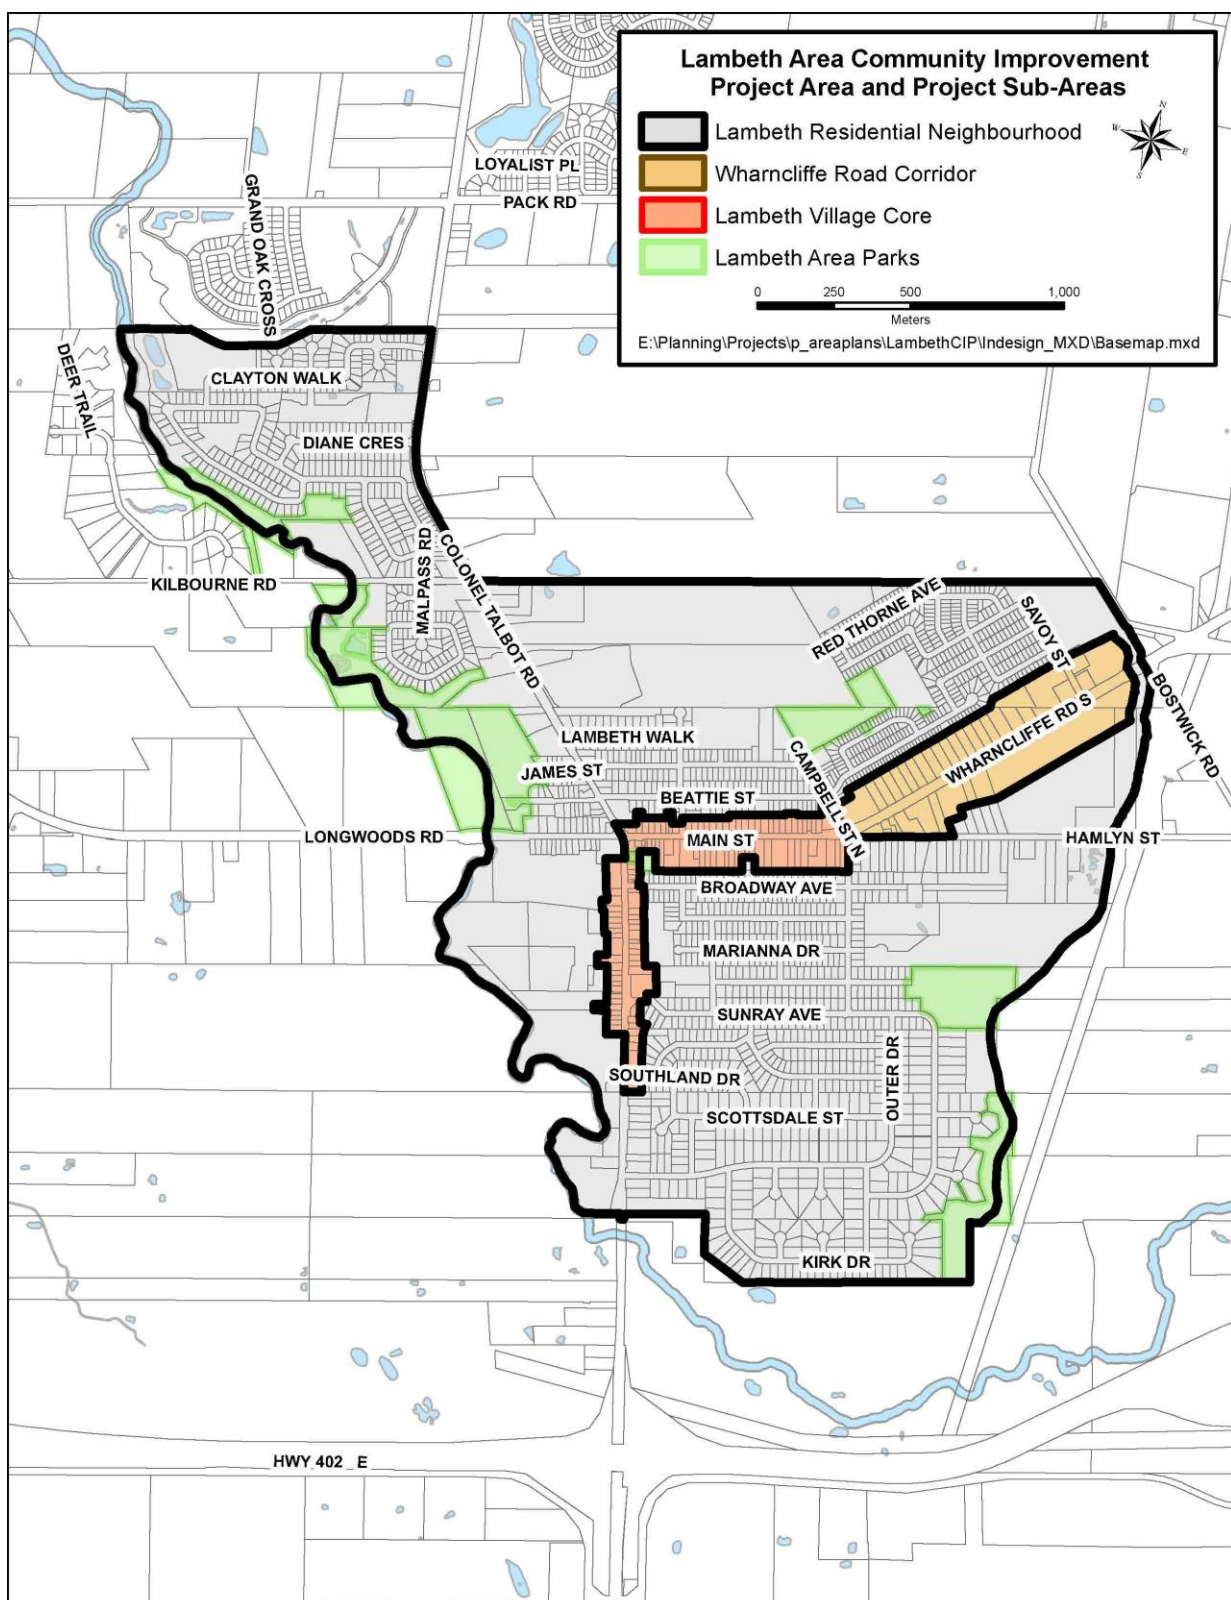 Lambeth Area Community Improvement
Project Area and Project Sub-Areas
Lambeth Residential Neighbourhood
Wharncliffe Road Corridor
Lambeth Village Core
Lambeth Area Parks
N
W
E
S
0 250 500 1,000
Meters
E:\Planning\Projects\p_areaplans\LambethCIP\Indesign_MXD\Basemap.mxd
LOYALIST PL
PACK RD
GRAND OAK CROSS
DEER TRAIL
CLAYTON WALK
DIANE CRES
KILBOURNE RD
MALPASS RD
COLONEL TALBOT RD
RED THORNE AVE
SAVOY ST
BOSTWICK RD
WHARNCLIFFE RD S
LAMBETH WALK
CAMPBELL ST N
JAMES ST
BEATTIE ST
LONGWOODS RD
MAIN ST
HAMLYN ST
BROADWAY AVE
MARIANNA DR
SUNRAY AVE
OUTER DR
SOUTHLAND DR
SCOTTSDALE ST
KIRK DR
HWY 402 E